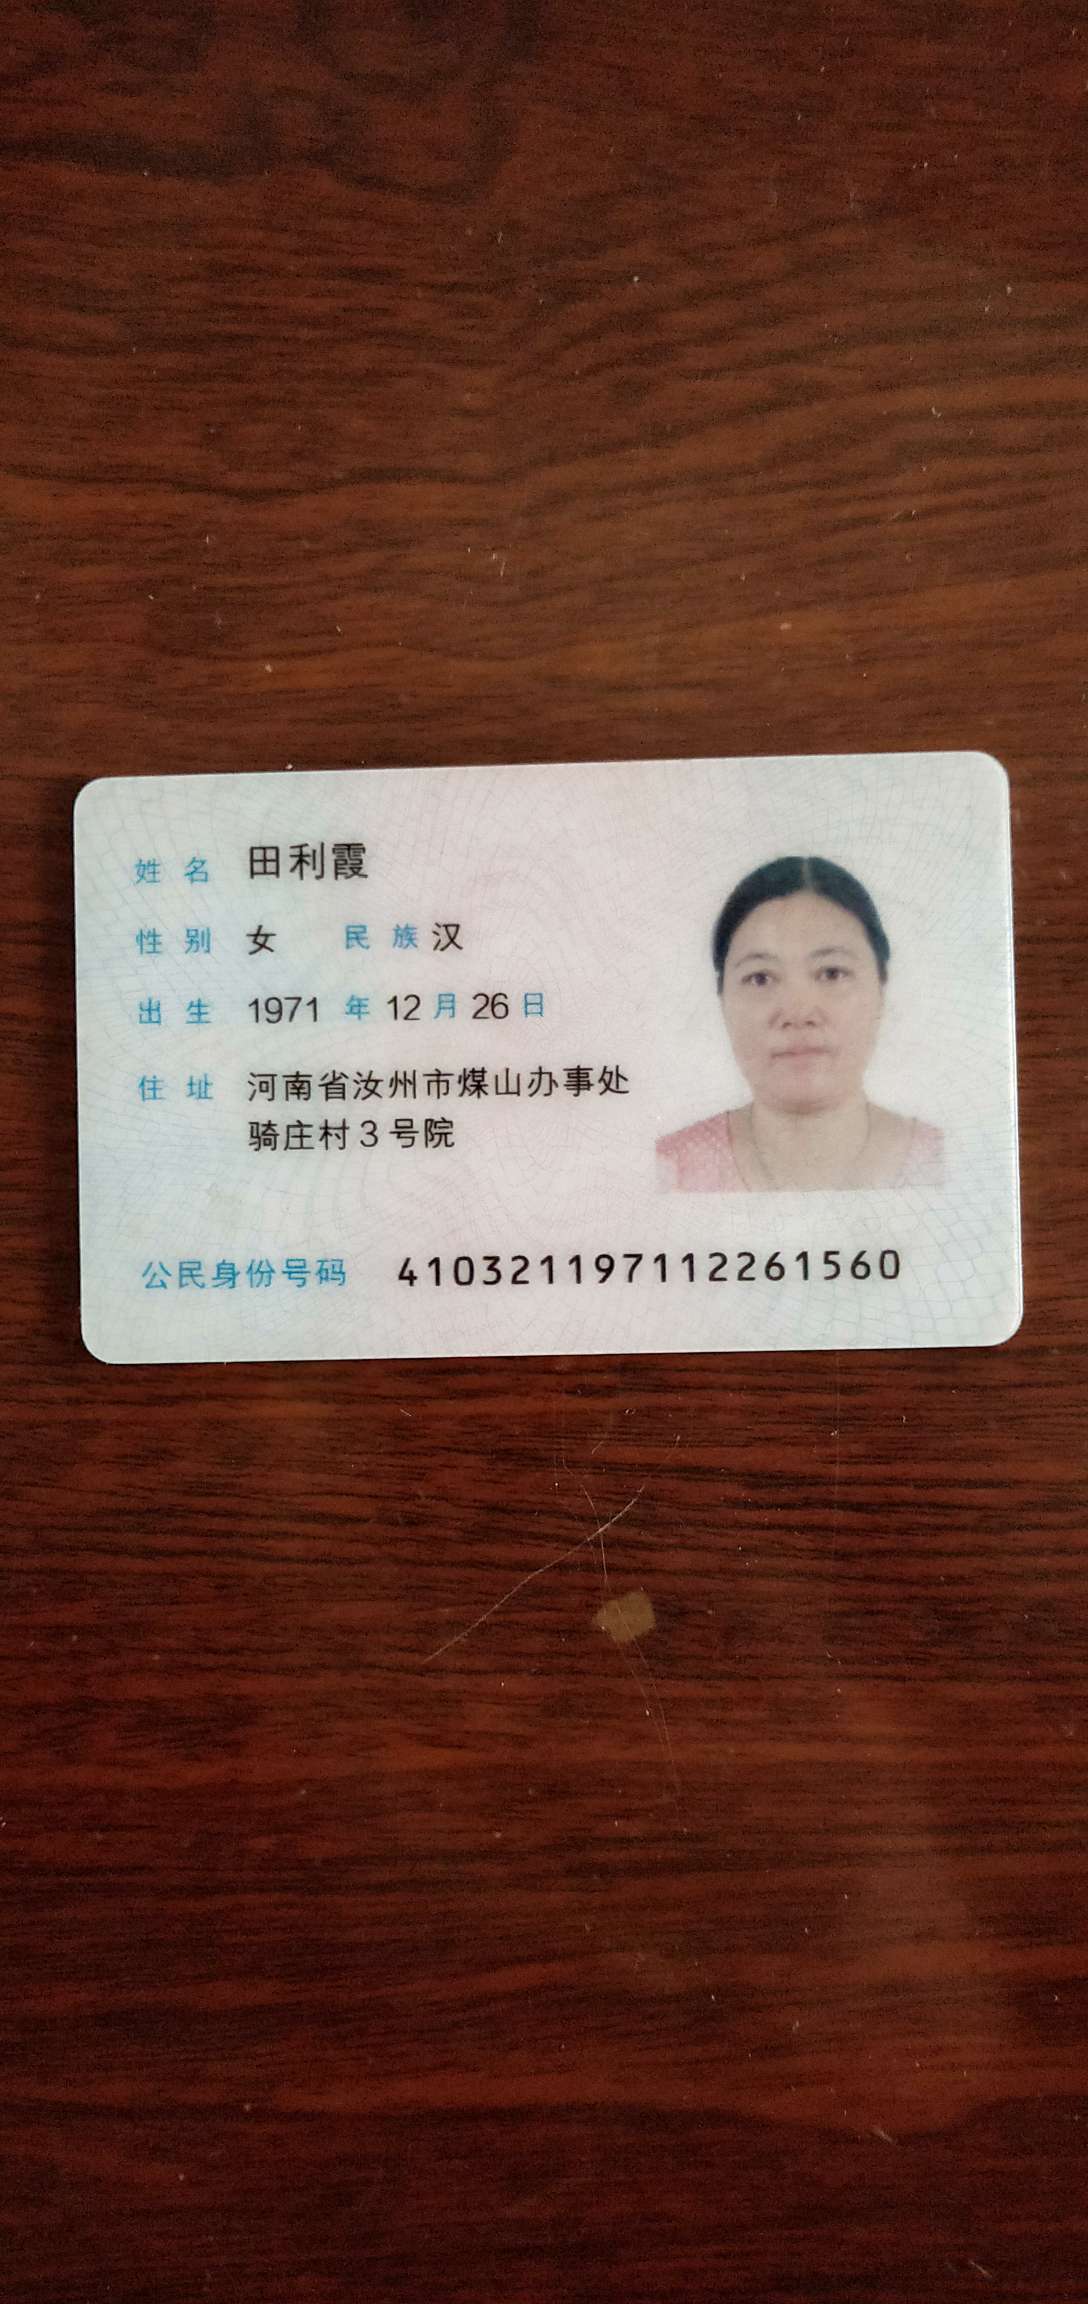 姓名 田利霞
性别 女 民族 汉
出生 1971 年 12 月 26 日
住址 河南省汝州市煤山办事处
骑庄村3号院
公民身份号码 410321197112261560